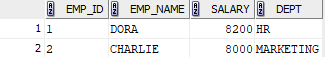 EMP_ID EMP_NAME SALARY DEPT
1 1 DORA 8200 HR
2 2 CHARLIE 8000 MARKETING